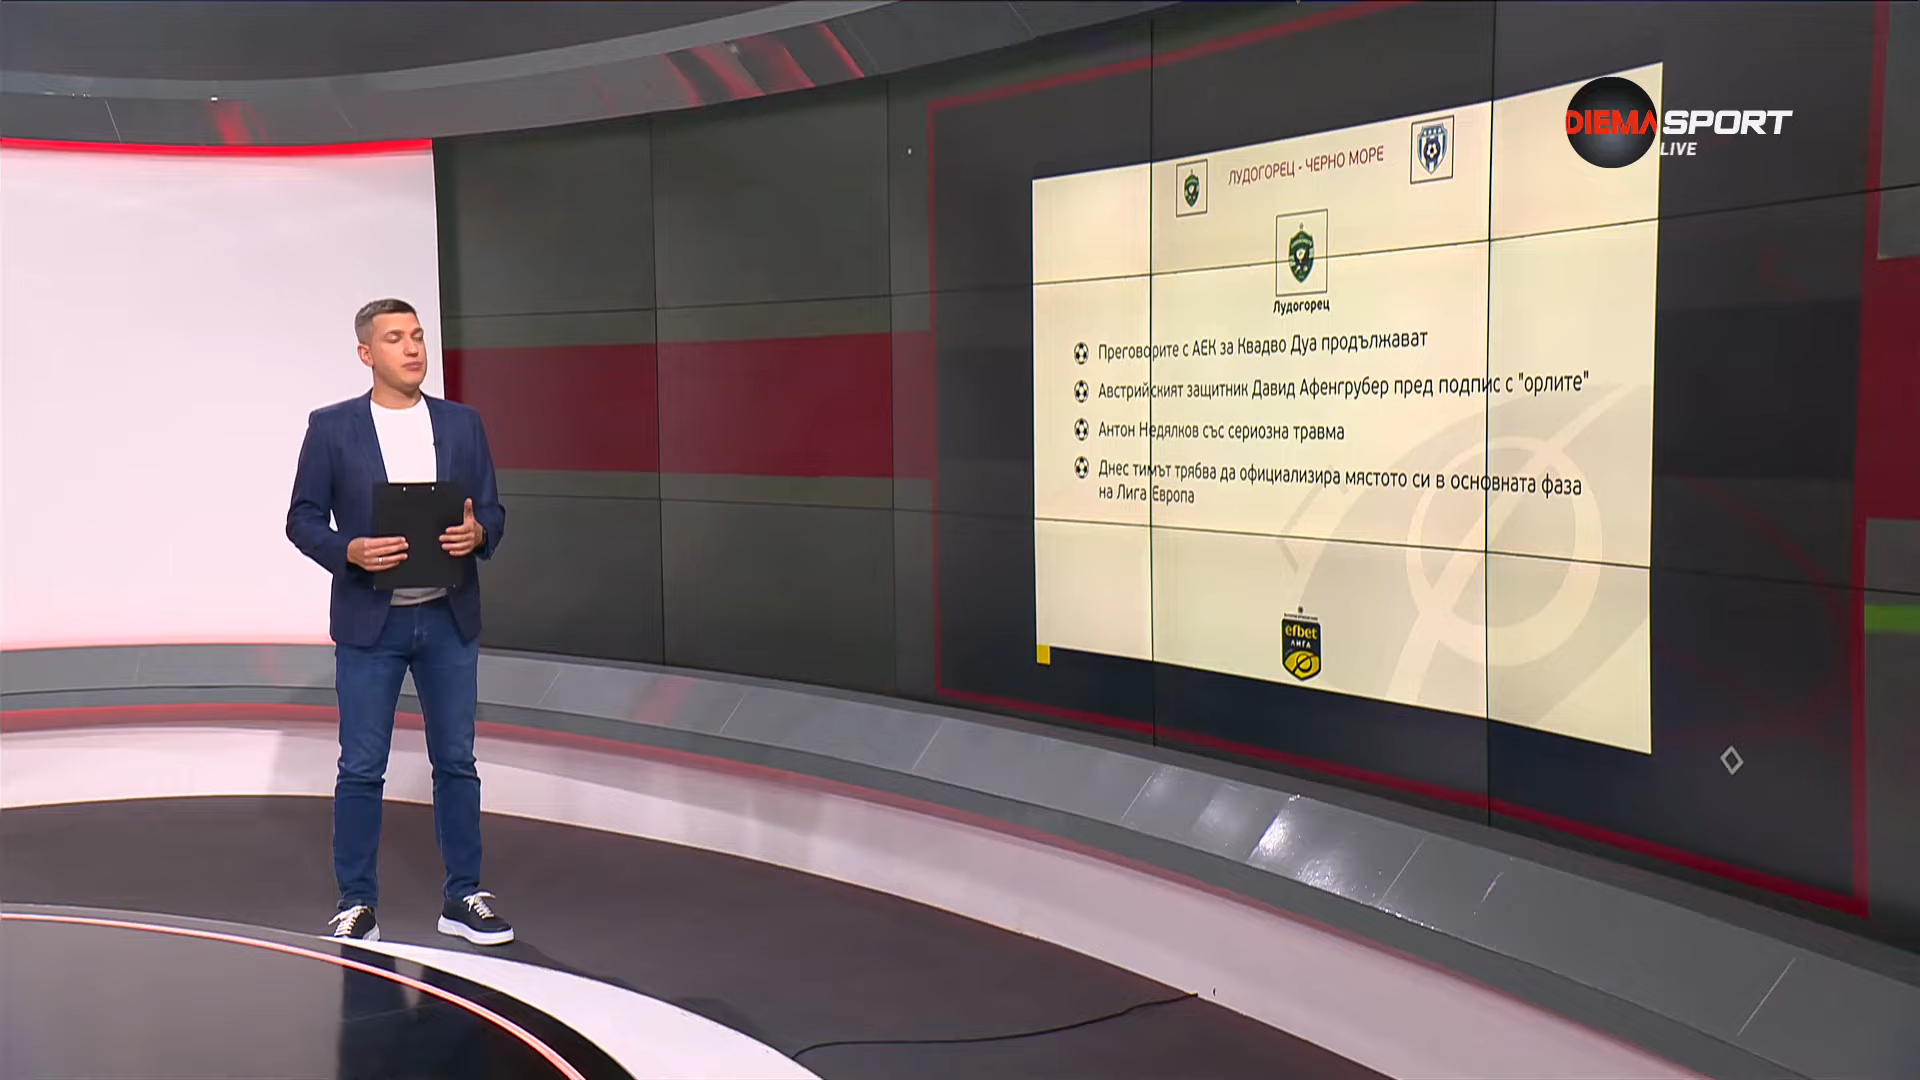 DIEMA SPORT
LIVE
ЛУДОГОРЕЦ - ЧЕРНО МОРЕ
Лудогорец
Преговорите с АЕК за Квадво Дуа продължават
Австрийският защитник Давид Афенгрубер пред подпис с "орлите"
Антон Недялков със сериозна травма
Днес тимът трябва да официализира мястото си в основната фаза
на Лига Европа
efbet
ЛИГА